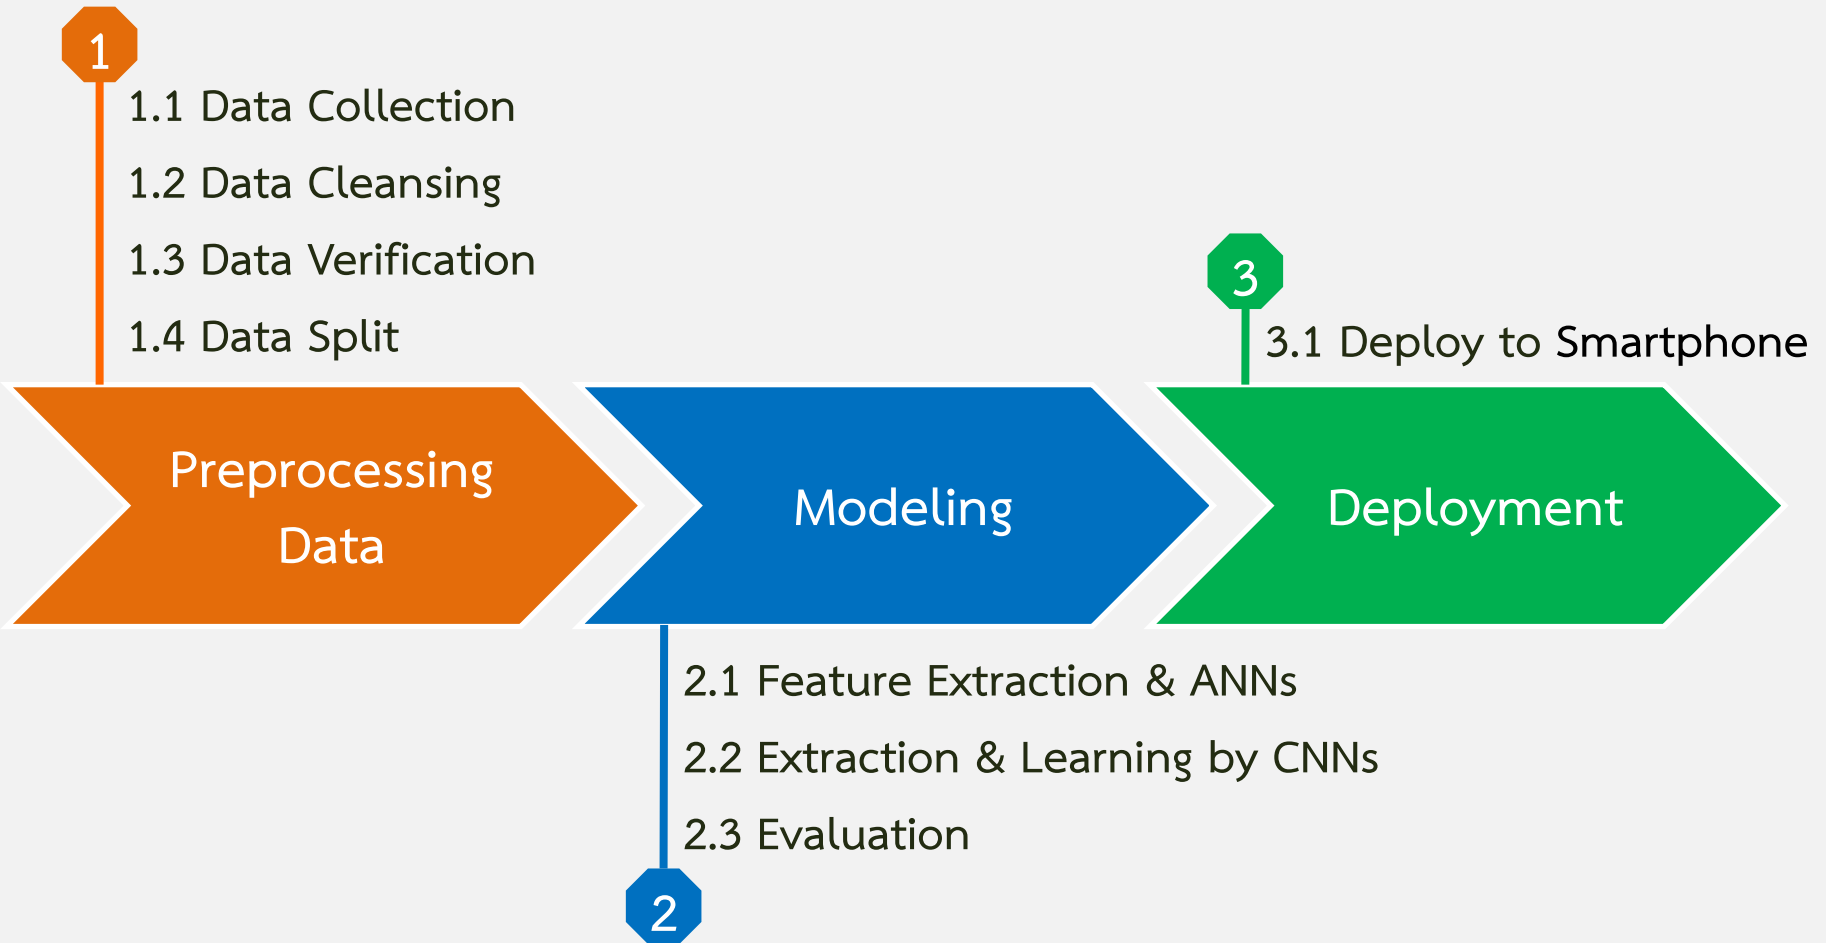 1
1.1 Data Collection
1.2 Data Cleansing
1.3 Data Verification
1.4 Data Split
Preprocessing
Data
Modeling
2.1 Feature Extraction & ANNs
2.2 Extraction & Learning by CNNs
2.3 Evaluation
2
3
3.1 Deploy to Smartphone
Deployment